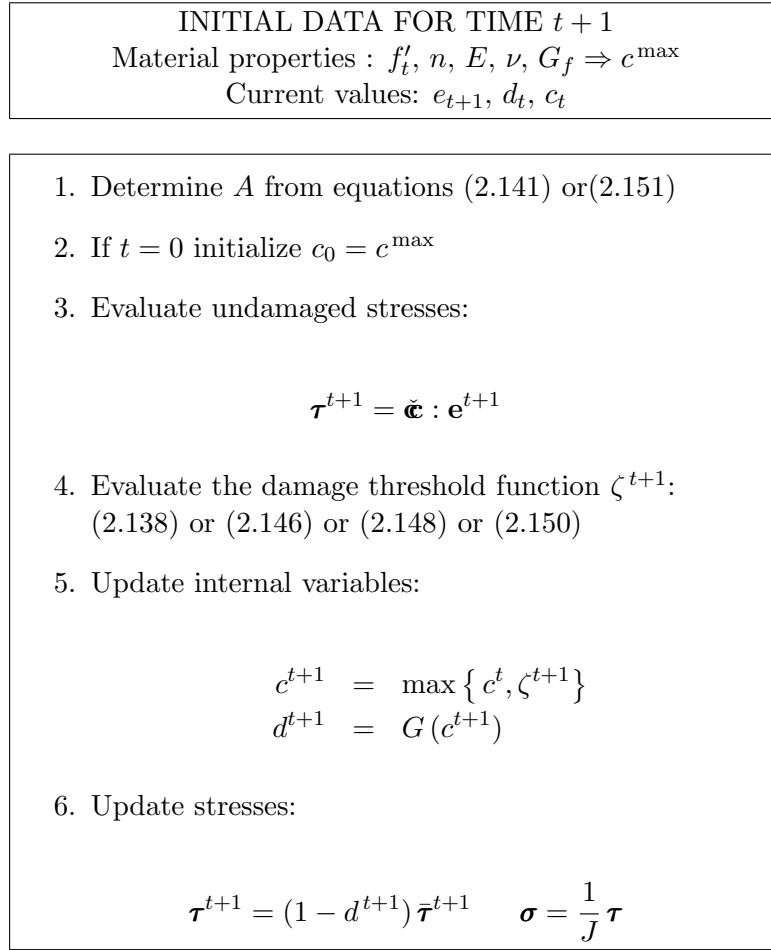 INITIAL DATA FOR TIME t + 1
Material properties : f′_t, n, E, ν, G_f ⇒ c^max
Current values: e_{t+1}, d_t, c_t
1. Determine A from equations (2.141) or(2.151)
2. If t = 0 initialize c_0 = c^max
3. Evaluate undamaged stresses:
τ^{t+1} = č : e^{t+1}
4. Evaluate the damage threshold function ζ^{t+1}:
(2.138) or (2.146) or (2.148) or (2.150)
5. Update internal variables:
c^{t+1} = max { c^t, ζ^{t+1} }
d^{t+1} = G (c^{t+1})
6. Update stresses:
τ^{t+1} = (1 − d^{t+1}) τ̄^{t+1} σ = 1/J τ